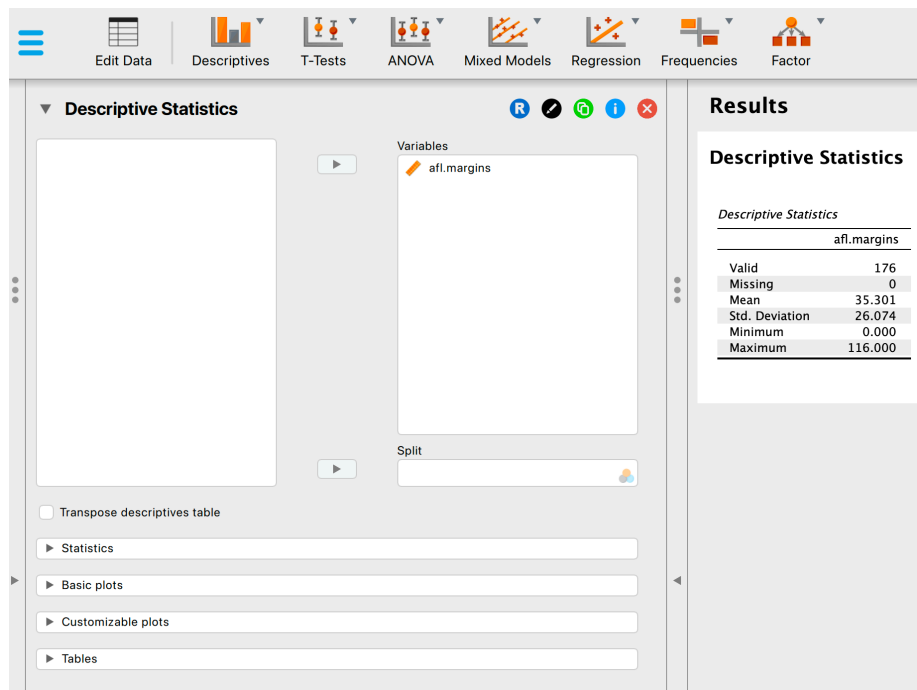 Edit Data
Descriptives
T-Tests
ANOVA
Mixed Models
Regression
Frequencies
Factor
Descriptive Statistics
R
i
Variables
afl.margins
Split
Transpose descriptives table
Statistics
Basic plots
Customizable plots
Tables
Results
Descriptive Statistics
Descriptive Statistics
afl.margins
Valid 176
Missing 0
Mean 35.301
Std. Deviation 26.074
Minimum 0.000
Maximum 116.000